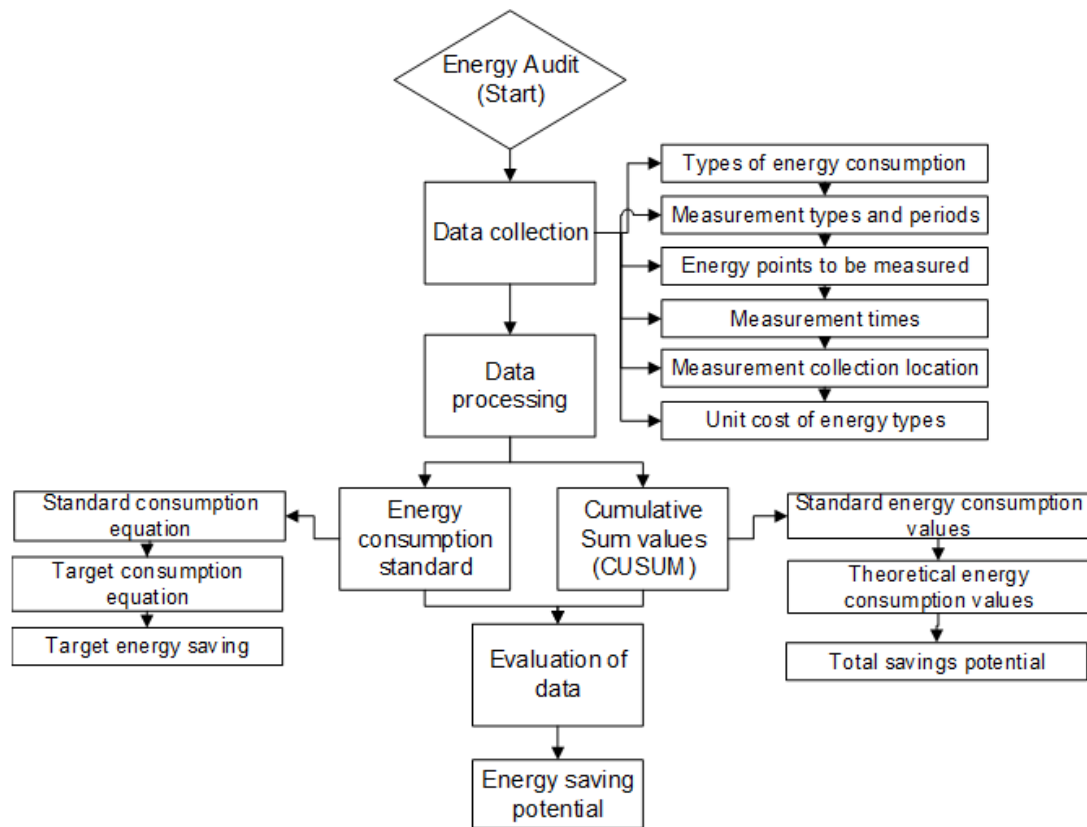 Energy Audit
(Start)
Data collection
Types of energy consumption
Measurement types and periods
Energy points to be measured
Measurement times
Measurement collection location
Unit cost of energy types
Data
processing
Energy
consumption
standard
Cumulative
Sum values
(CUSUM)
Standard consumption
equation
Target consumption
equation
Target energy saving
Standard energy consumption
values
Theoretical energy
consumption values
Total savings potential
Evaluation of
data
Energy saving
potential